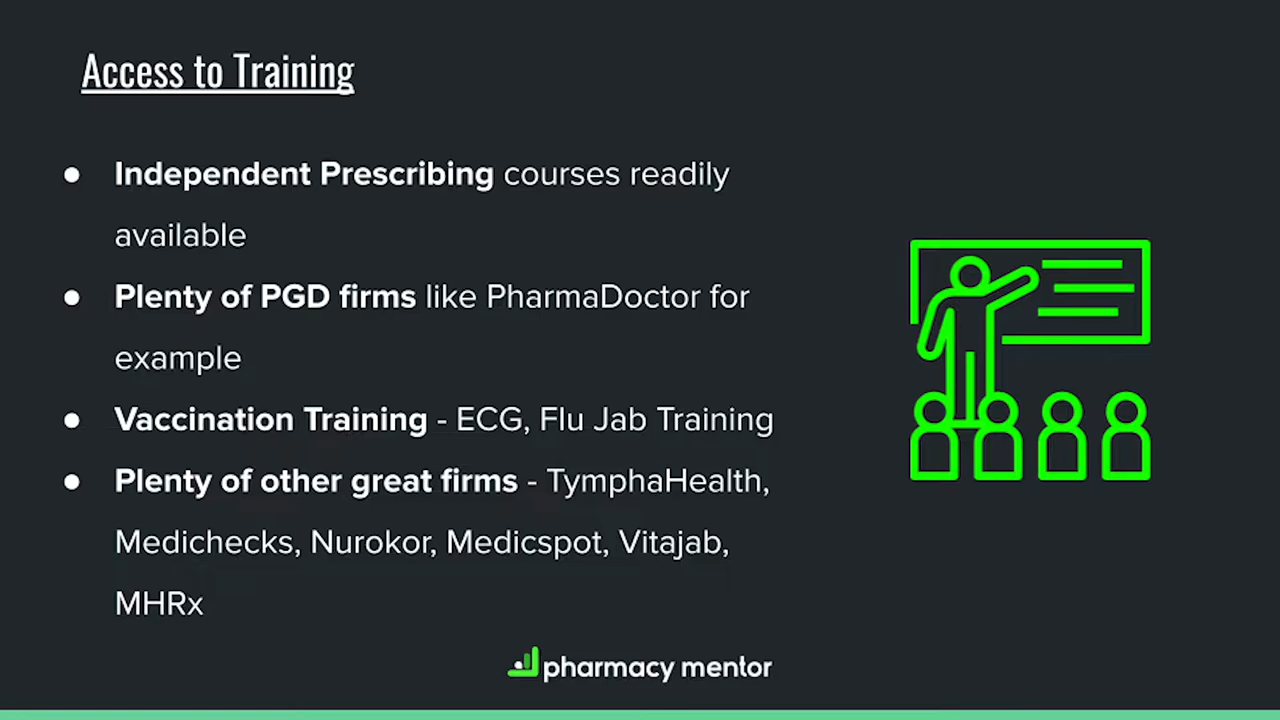 Access to Training
● Independent Prescribing courses readily
available
● Plenty of PGD firms like PharmaDoctor for
example
● Vaccination Training - ECG, Flu Jab Training
● Plenty of other great firms - TymphaHealth,
Medichecks, Nurokor, Medicspot, Vitajab,
MHRx
pharmacy mentor